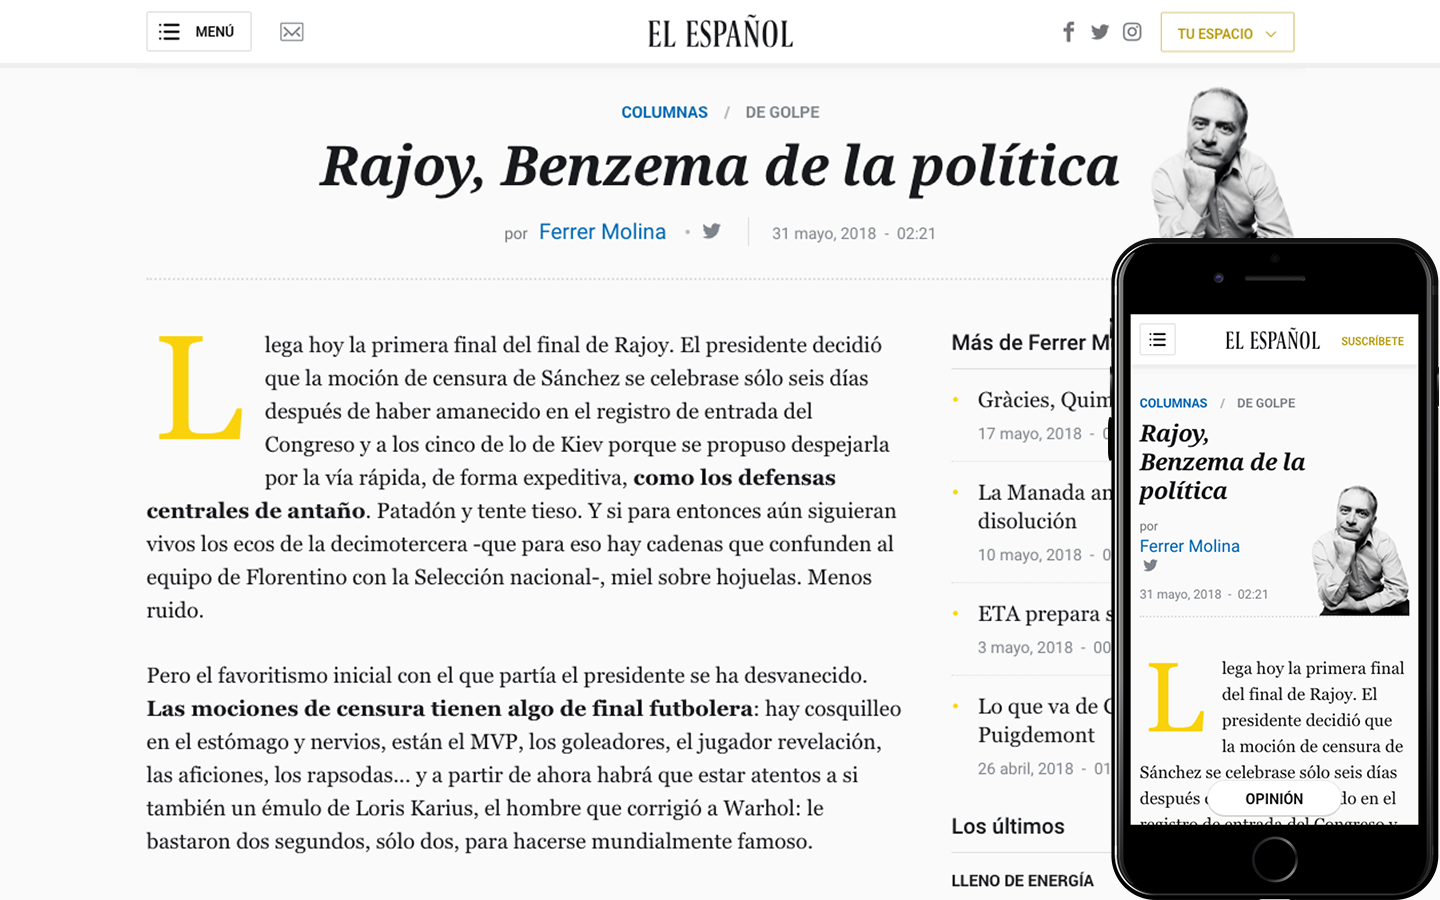 MENÚ
EL ESPAÑOL
TU ESPACIO
COLUMNAS / DE GOLPE
Rajoy, Benzema de la política
por Ferrer Molina • 31 mayo, 2018 - 02:21
Llega hoy la primera final del final de Rajoy. El presidente decidió
que la moción de censura de Sánchez se celebrase sólo seis días
después de haber amanecido en el registro de entrada del
Congreso y a los cinco de lo de Kiev porque se propuso despejarla
por la vía rápida, de forma expeditiva, como los defensas
centrales de antaño. Patadón y tente tieso. Y si para entonces aún siguieran
vivos los ecos de la decimotercera -que para eso hay cadenas que confunden al
equipo de Florentino con la Selección nacional-, miel sobre hojuelas. Menos
ruido.
Pero el favoritismo inicial con el que partía el presidente se ha desvanecido.
Las mociones de censura tienen algo de final futbolera: hay cosquilleo
en el estómago y nervios, están el MVP, los goleadores, el jugador revelación,
las aficiones, los rapsodas... y a partir de ahora habrá que estar atentos a si
también un émulo de Loris Karius, el hombre que corrigió a Warhol: le
bastaron dos segundos, sólo dos, para hacerse mundialmente famoso.
Más de Ferrer M
• Gràcies, Quim
17 mayo, 2018 - 0
• La Manada an
disolución
10 mayo, 2018 - 0
• ETA prepara s
3 mayo, 2018 - 00
• Lo que va de
Puigdemont
26 abril, 2018 - 01
Los últimos
LLENO DE ENERGÍA
EL ESPAÑOL
SUSCRÍBETE
COLUMNAS / DE GOLPE
Rajoy,
Benzema de la
política
por
Ferrer Molina
31 mayo, 2018 - 02:21
Llega hoy la primera final
del final de Rajoy. El
presidente decidió que
la moción de censura de
Sánchez se celebrase sólo seis días
después do en el
OPINIÓN
registro de entrada del Congreso y